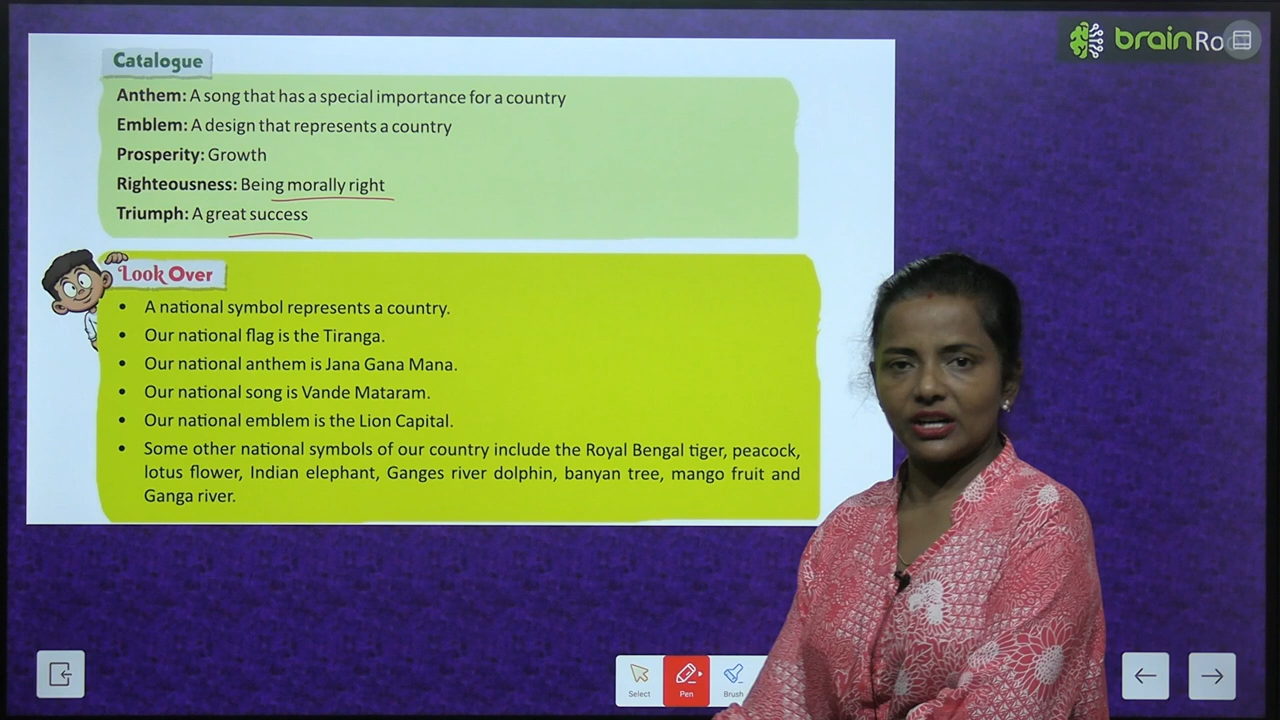 brainRo
Catalogue
Anthem: A song that has a special importance for a country
Emblem: A design that represents a country
Prosperity: Growth
Righteousness: Being morally right
Triumph: A great success
Look Over
• A national symbol represents a country.
• Our national flag is the Tiranga.
• Our national anthem is Jana Gana Mana.
• Our national song is Vande Mataram.
• Our national emblem is the Lion Capital.
• Some other national symbols of our country include the Royal Bengal tiger, peacock,
lotus flower, Indian elephant, Ganges river dolphin, banyan tree, mango fruit and
Ganga river.
Select
Pen
Brush